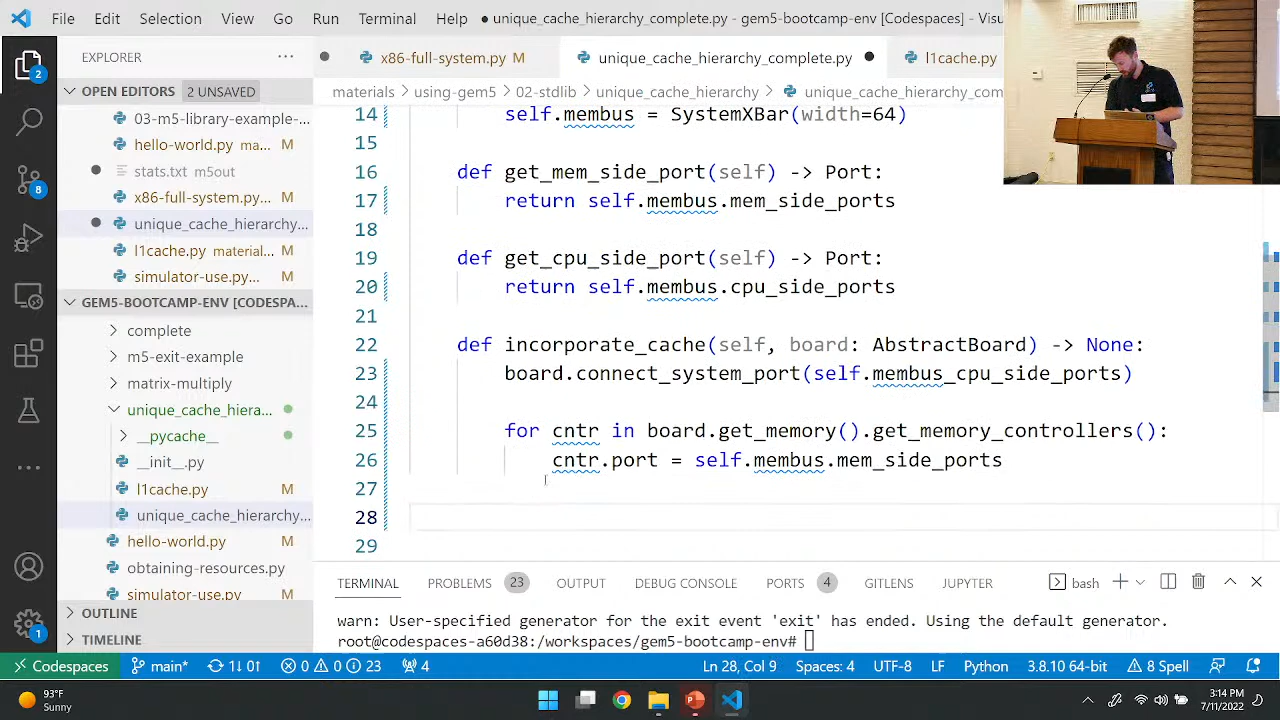 File Edit Selection View Go Run Terminal Help ● unique_cache_hierarchy_complete.py - gem5-bootcamp-env [Codespaces] - Visu
EXPLORER ···
x86-full-system.py M
unique_cache_hierarchy_complete.py
l1cache.py M
OPEN EDITORS 2 UNSAVED
03-m5-library-example-...
hello-world.py ma... M
stats.txt m5out
x86-full-system.py... M
unique_cache_hierarchy...
l1cache.py material... M
simulator-use.py... M
GEM5-BOOTCAMP-ENV [CODESPA...
complete
m5-exit-example
matrix-multiply
unique_cache_hiera...
__pycache__
__init__.py
l1cache.py M
unique_cache_hierarchy...
hello-world.py M
obtaining-resources.py
simulator-use.py M
OUTLINE
TIMELINE
2
8
1
materials > using-gem5 > 02-stdlib > unique_cache_hierarchy > unique_cache_hierarchy_com
14 self.membus = SystemXBar(width=64)
15
16 def get_mem_side_port(self) -> Port:
17 return self.membus.mem_side_ports
18
19 def get_cpu_side_port(self) -> Port:
20 return self.membus.cpu_side_ports
21
22 def incorporate_cache(self, board: AbstractBoard) -> None:
23 board.connect_system_port(self.membus_cpu_side_ports)
24
25 for cntr in board.get_memory().get_memory_controllers():
26 cntr.port = self.membus.mem_side_ports
27
28
29
TERMINAL PROBLEMS 23 OUTPUT DEBUG CONSOLE PORTS 4 GITLENS JUPYTER bash
warn: User-specified generator for the exit event 'exit' has ended. Using the default generator.
root@codespaces-a60d38:/workspaces/gem5-bootcamp-env#
Codespaces main* 1↓ 0↑ 0 0 23 4 Ln 28, Col 9 Spaces: 4 UTF-8 LF Python 3.8.10 64-bit 8 Spell
93°F
Sunny
3:14 PM
7/11/2022